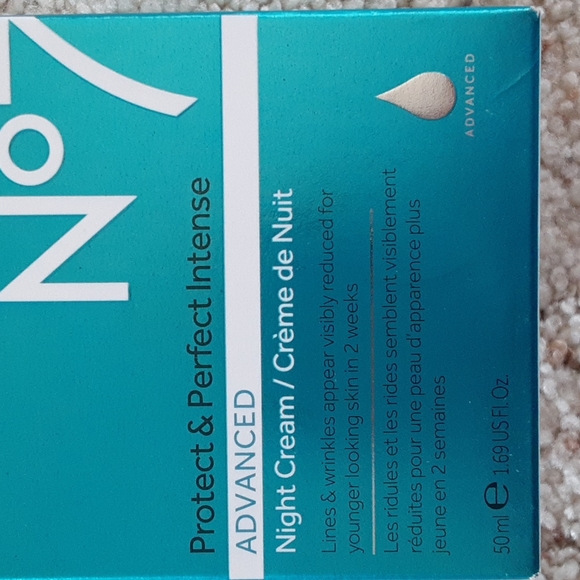 No7
Protect & Perfect Intense
ADVANCED
Night Cream / Crème de Nuit
Lines & wrinkles appear visibly reduced for
younger looking skin in 2 weeks
Les ridules et les rides semblent visiblement
réduites pour une peau d'apparence plus
jeune en 2 semaines
50 ml e 1.69 US Fl. Oz.
ADVANCED